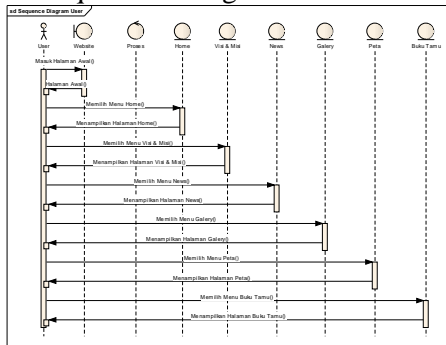 sd Sequence Diagram User
User
Website
Proses
Home
Visi & Misi
News
Galery
Peta
Buku Tamu
Masuk Halaman Awal()
Halaman Awal()
Memilih Menu Home()
Menampilkan Halaman Home()
Memilih Menu Visi & Misi()
Menampilkan Halaman Visi & Misi()
Memilih Menu News()
Menampilkan Halaman News()
Memilih Menu Galery()
Menampilkan Halaman Galery()
Memilih Menu Peta()
Menampilkan Halaman Peta()
Memilih Menu Buku Tamu()
Menampilkan Halaman Buku Tamu()